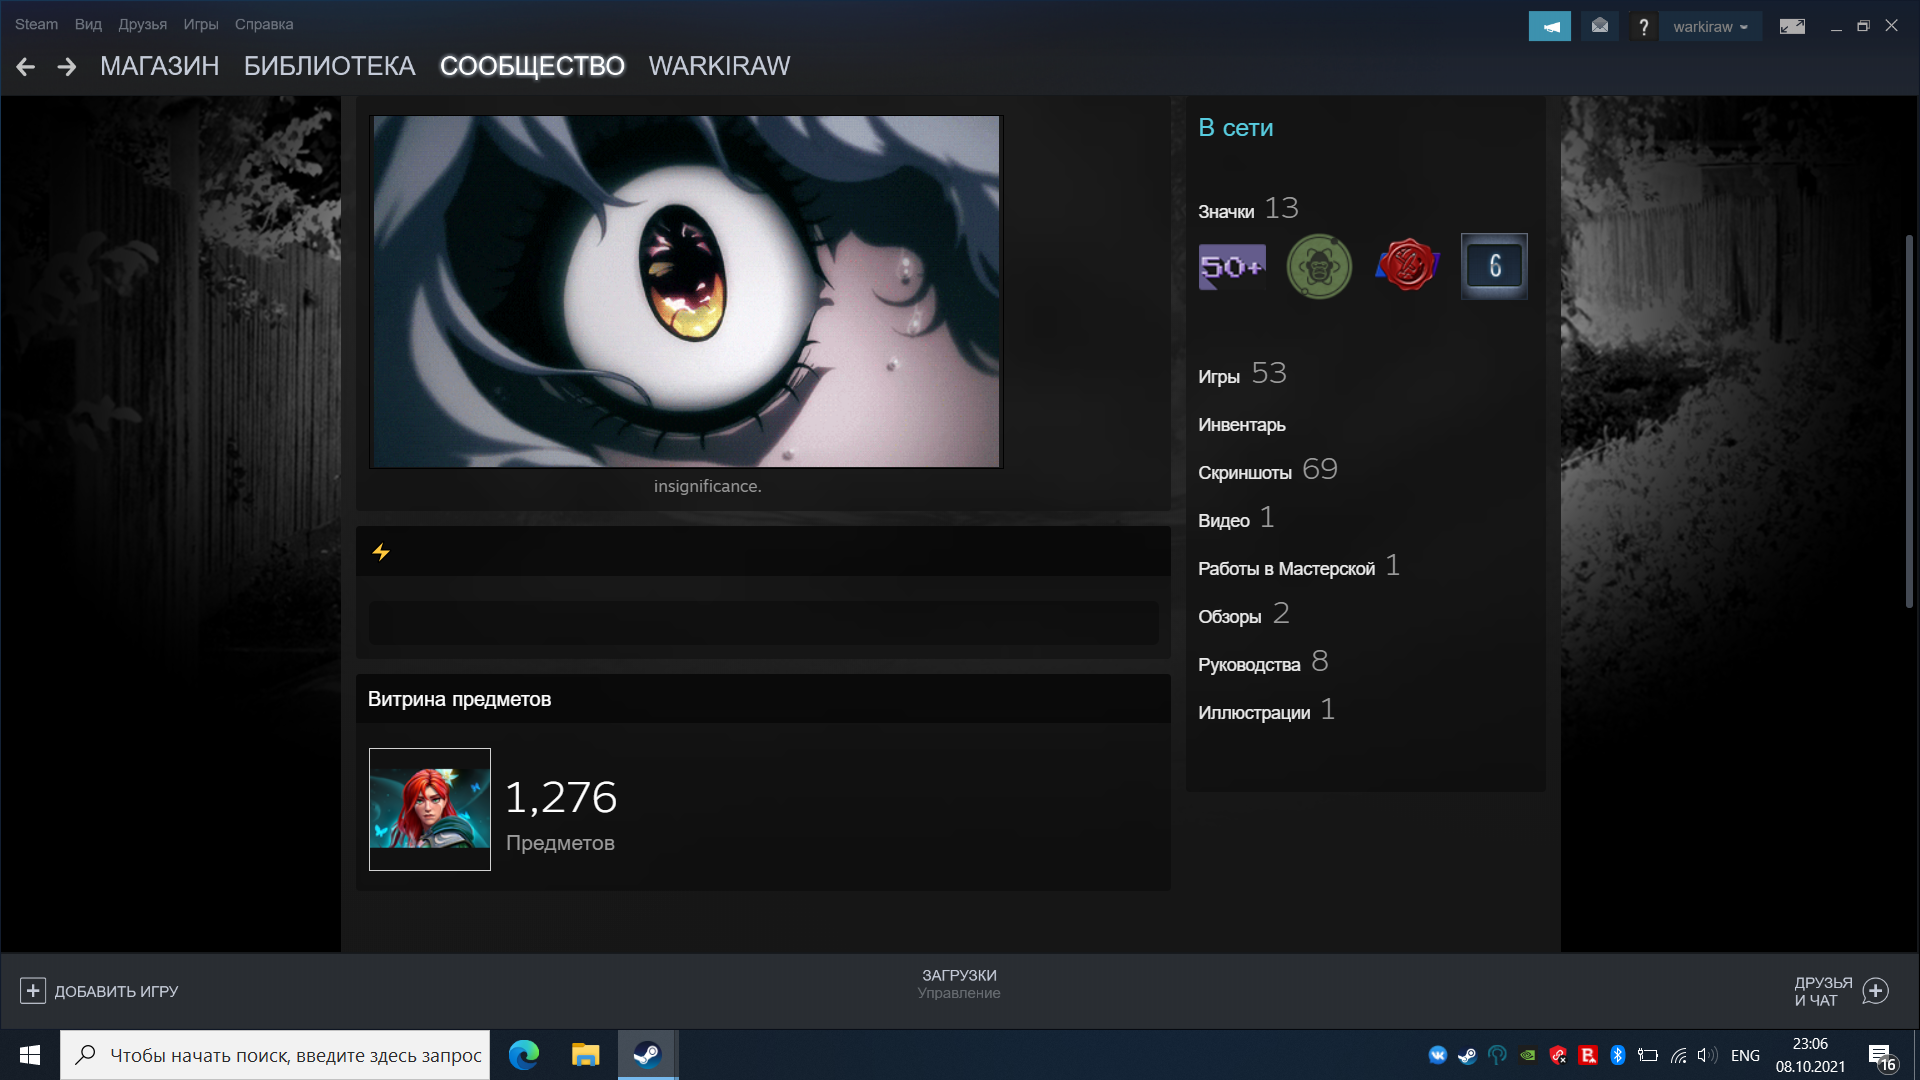 Steam Вид Друзья Игры Справка
? warkiraw
МАГАЗИН БИБЛИОТЕКА СООБЩЕСТВО WARKIRAW
insignificance.
Витрина предметов
1,276
Предметов
В сети
Значки 13
50+ 6
Игры 53
Инвентарь
Скриншоты 69
Видео 1
Работы в Мастерской 1
Обзоры 2
Руководства 8
Иллюстрации 1
ДОБАВИТЬ ИГРУ
ЗАГРУЗКИ
Управление
ДРУЗЬЯ
И ЧАТ
Чтобы начать поиск, введите здесь запрос
ENG
23:06
08.10.2021
16